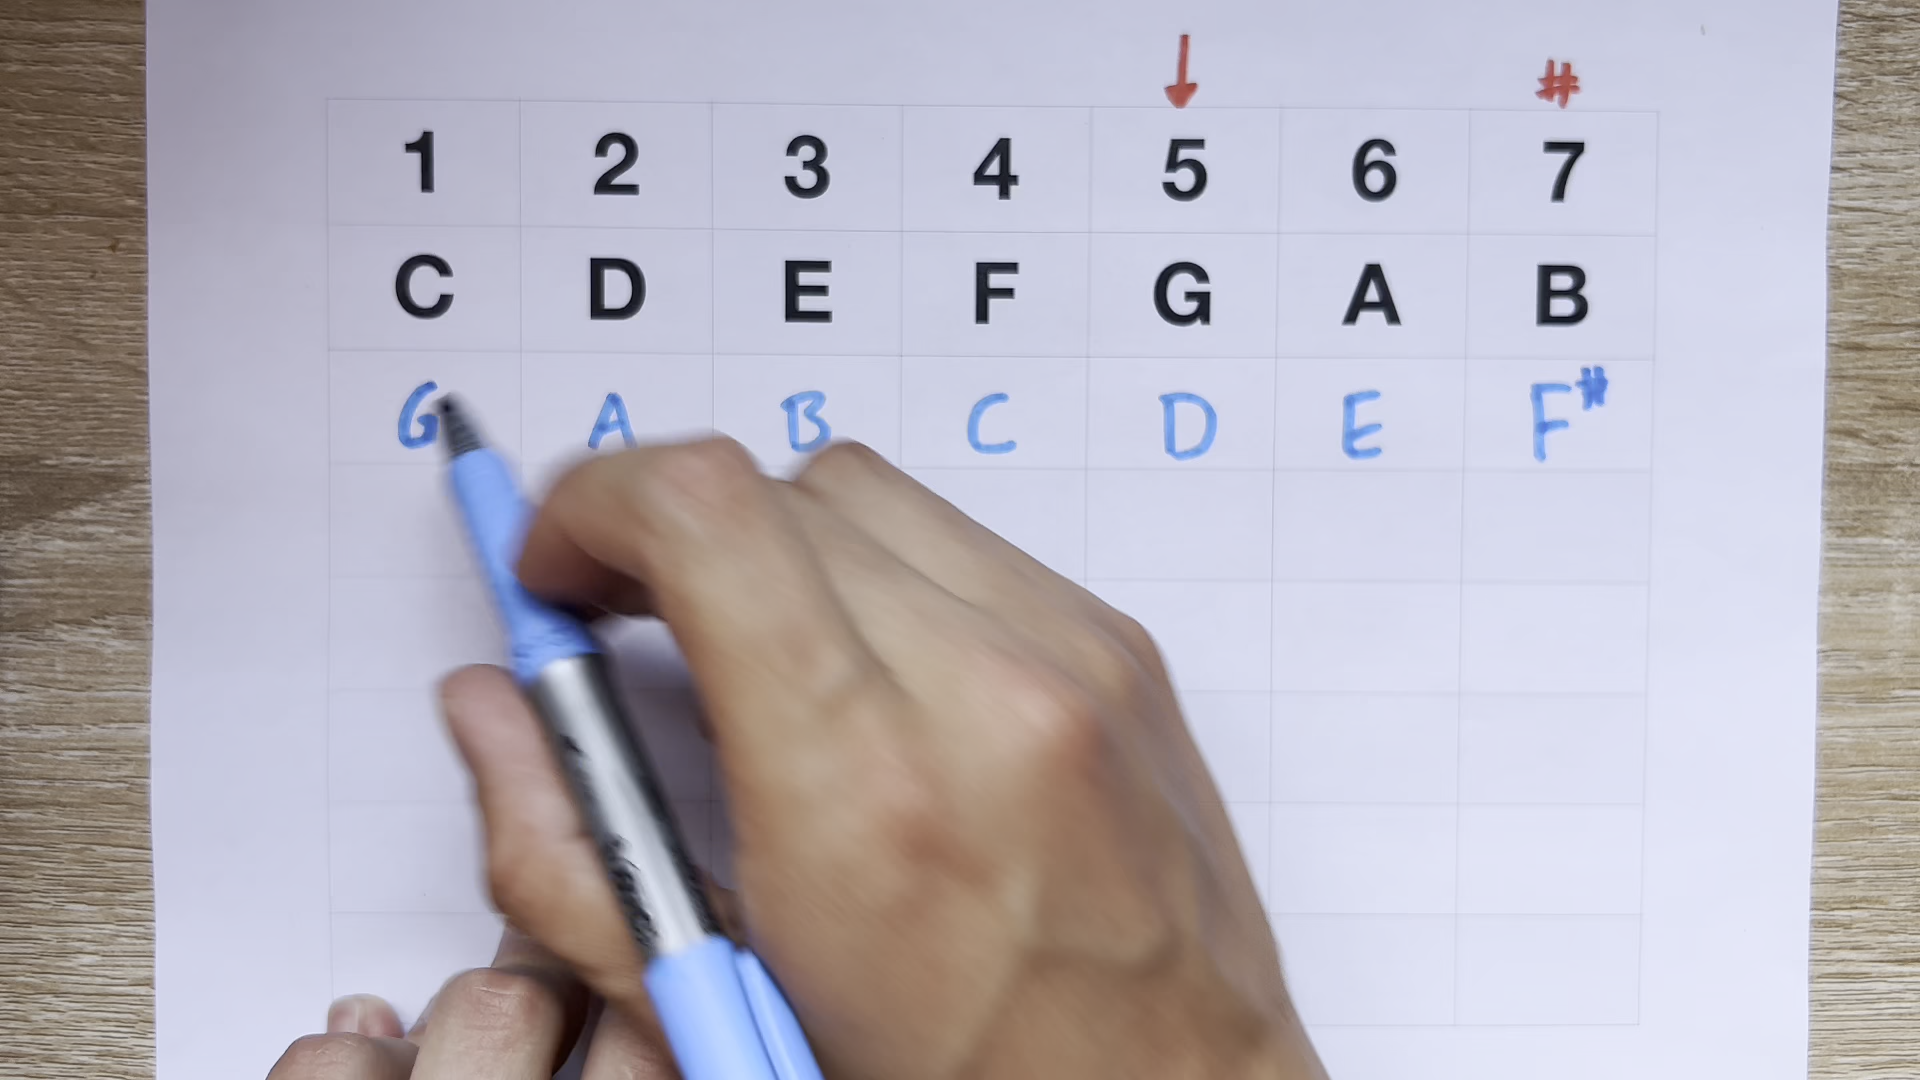 ↓ #
1 2 3 4 5 6 7
C D E F G A B
G A B C D E F#